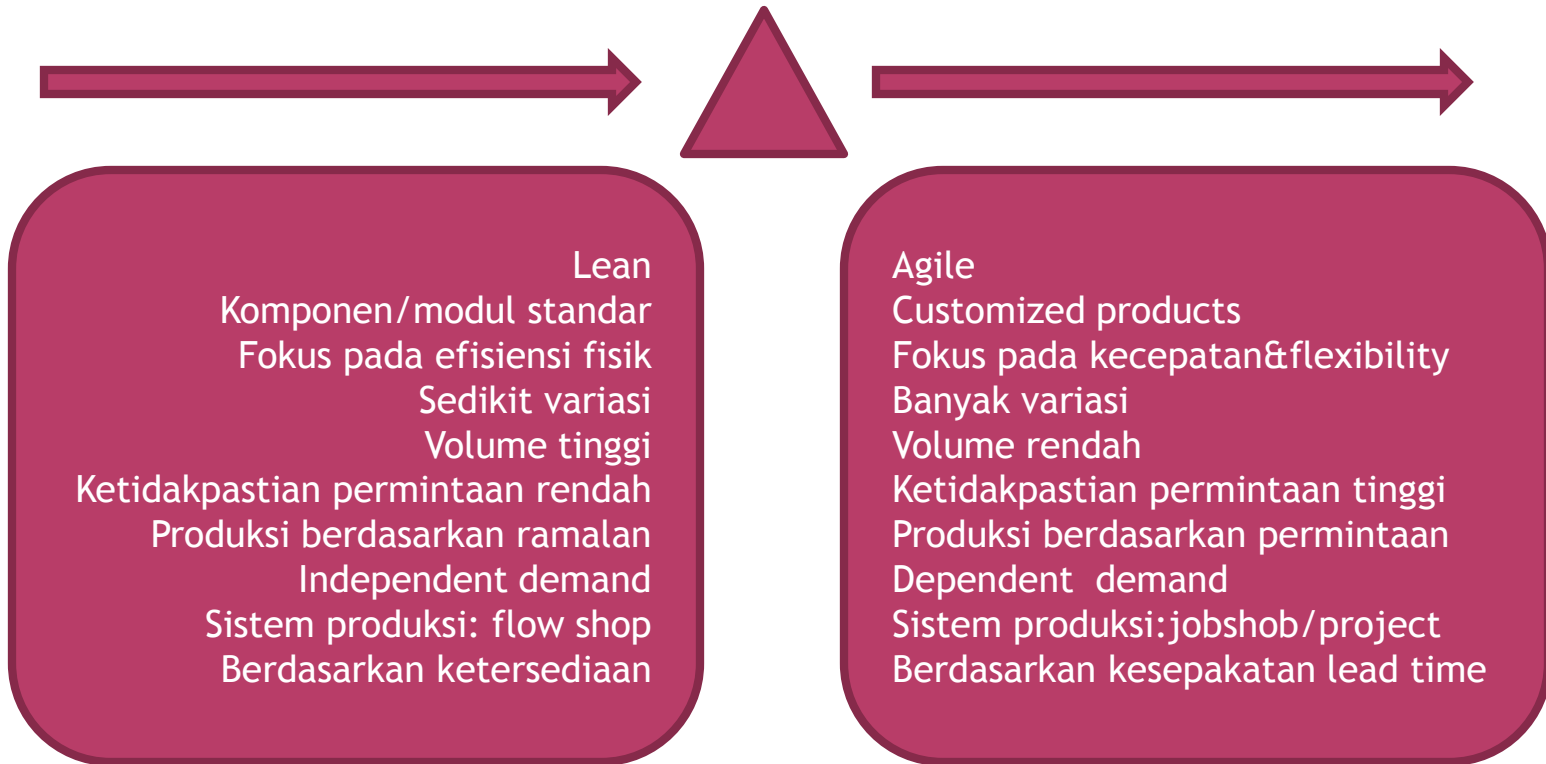 Lean
Komponen/modul standar
Fokus pada efisiensi fisik
Sedikit variasi
Volume tinggi
Ketidakpastian permintaan rendah
Produksi berdasarkan ramalan
Independent demand
Sistem produksi: flow shop
Berdasarkan ketersediaan
Agile
Customized products
Fokus pada kecepatan&flexibility
Banyak variasi
Volume rendah
Ketidakpastian permintaan tinggi
Produksi berdasarkan permintaan
Dependent  demand
Sistem produksi:jobshob/project
Berdasarkan kesepakatan lead time